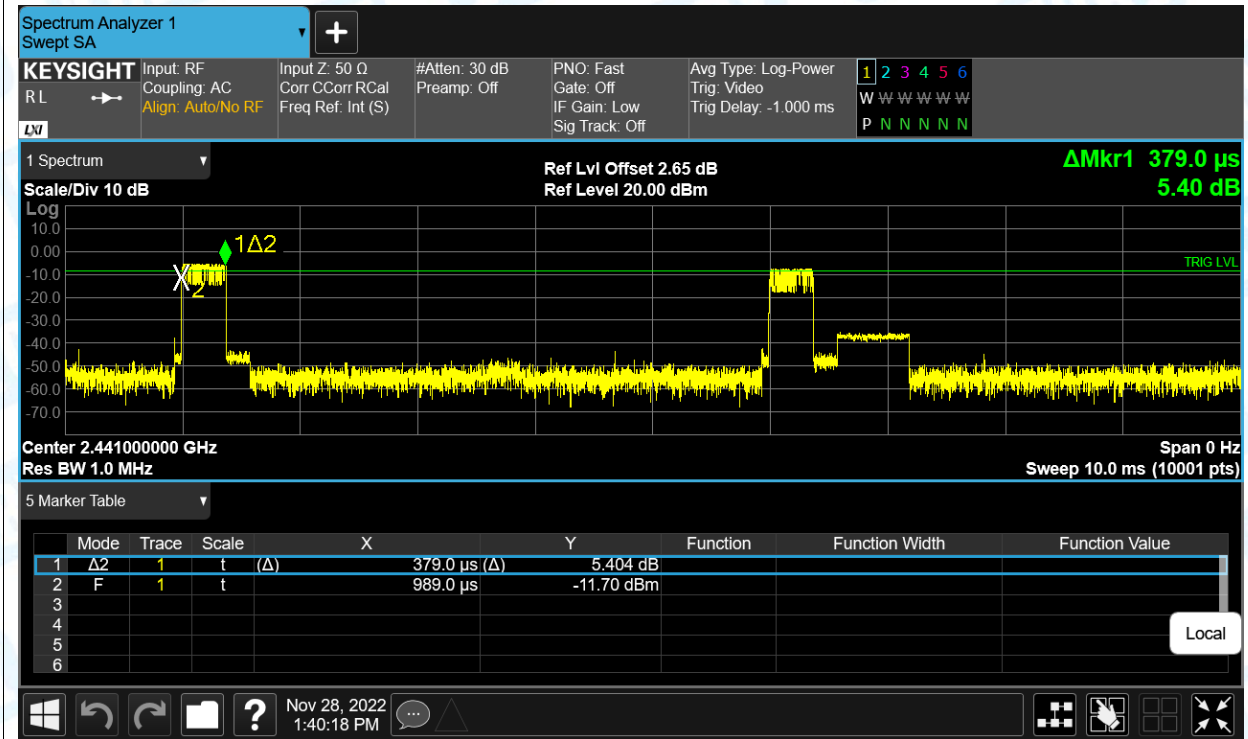 Spectrum Analyzer 1
Swept SA
KEYSIGHT Input: RF Input Z: 50 Ω #Atten: 30 dB PNO: Fast Avg Type: Log-Power 1 2 3 4 5 6
R L Coupling: AC Corr CCorr RCal Preamp: Off Gate: Off Trig: Video W W W W W W
Align: Auto/No RF Freq Ref: Int (S) IF Gain: Low Trig Delay: -1.000 ms
LXI Sig Track: Off P N N N N N
1 Spectrum Ref Lvl Offset 2.65 dB ΔMkr1 379.0 µs
Scale/Div 10 dB Ref Level 20.00 dBm 5.40 dB
Log
10.0
0.00 1Δ2
TRIG LVL
-10.0
X2
-20.0
-30.0
-40.0
-50.0
-60.0
-70.0
Center 2.441000000 GHz Span 0 Hz
Res BW 1.0 MHz Sweep 10.0 ms (10001 pts)
5 Marker Table
Mode Trace Scale X Y Function Function Width Function Value
1 Δ2 1 t (Δ) 379.0 µs (Δ) 5.404 dB
2 F 1 t 989.0 µs -11.70 dBm
3
4
5
6
Local
? Nov 28, 2022
1:40:18 PM